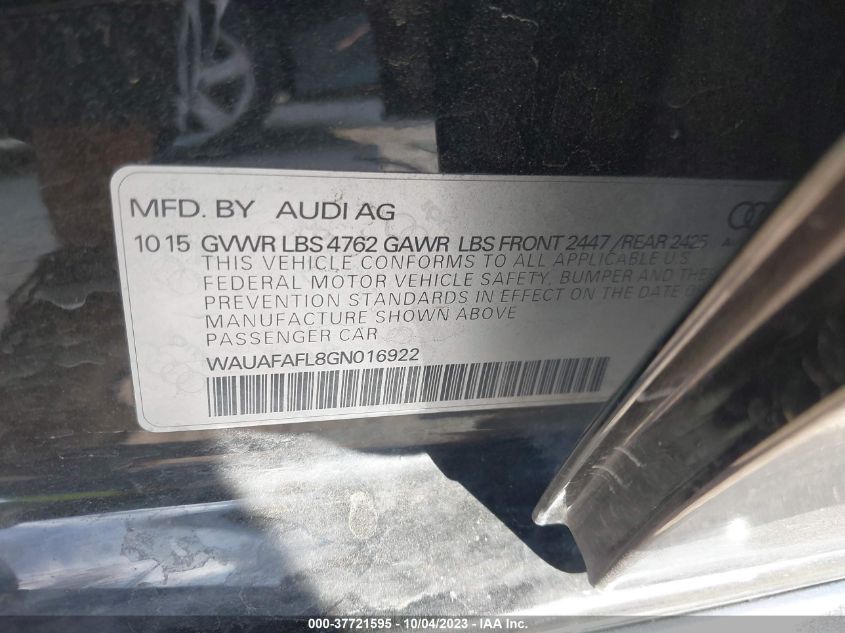 MFD. BY AUDI AG
10 15 GVWR LBS 4762 GAWR LBS FRONT 2447 / REAR 2425
THIS VEHICLE CONFORMS TO ALL APPLICABLE U.S.
FEDERAL MOTOR VEHICLE SAFETY, BUMPER AND THEFT
PREVENTION STANDARDS IN EFFECT ON THE DATE OF
MANUFACTURE SHOWN ABOVE
PASSENGER CAR
WAUAFAFL8GN016922
000-37721595 - 10/04/2023 - © Copyright 2023 IAA, Inc.